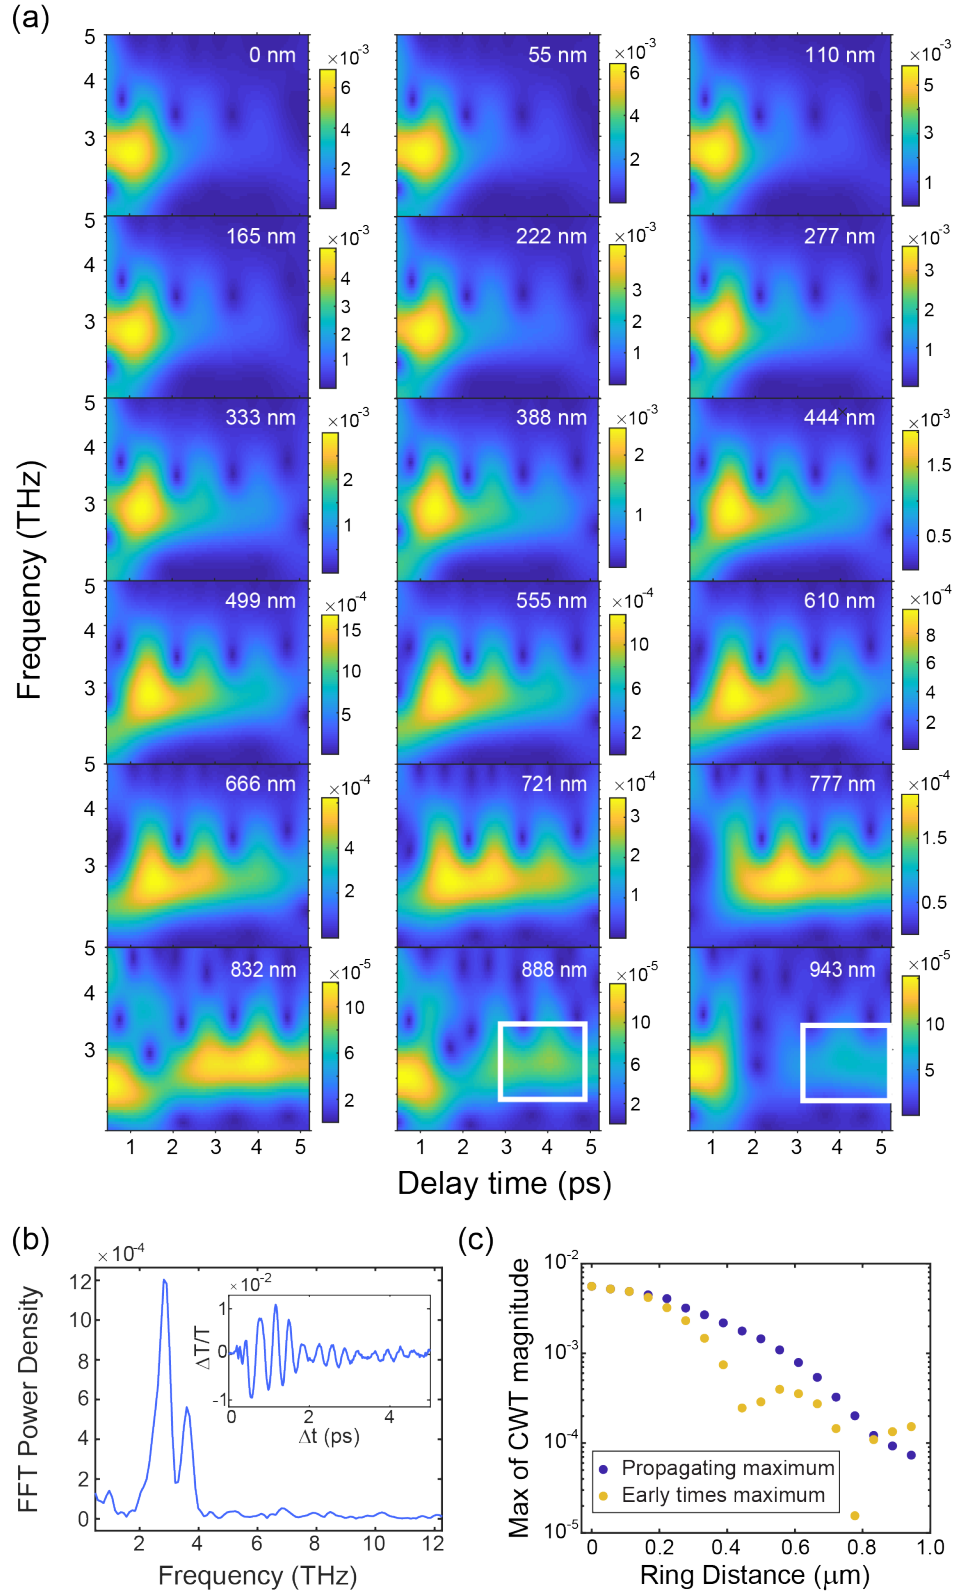 (a)
0 nm
×10⁻³
6
4
2
55 nm
×10⁻³
6
4
2
110 nm
×10⁻³
5
3
1
5
4
3
165 nm
×10⁻³
4
3
2
1
222 nm
×10⁻³
3
2
1
277 nm
×10⁻³
3
2
1
5
4
3
333 nm
×10⁻³
2
1
388 nm
×10⁻³
2
1
444 nm
×10⁻³
1.5
0.5
5
4
3
Frequency (THz)
499 nm
×10⁻⁴
15
10
5
555 nm
×10⁻⁴
10
6
2
610 nm
×10⁻⁴
8
6
4
2
5
4
3
666 nm
×10⁻⁴
4
2
721 nm
×10⁻⁴
3
2
1
777 nm
×10⁻⁴
1.5
0.5
5
4
3
832 nm
×10⁻⁵
10
6
2
888 nm
×10⁻⁵
10
6
2
943 nm
×10⁻⁵
10
5
5
4
3
1 2 3 4 5
1 2 3 4 5
1 2 3 4 5
Delay time (ps)
(b)
×10⁻⁴
12
10
8
6
4
2
0
FFT Power Density
2 4 6 8 10 12
Frequency (THz)
×10⁻²
1
0
-1
ΔT/T
0 2 4
Δt (ps)
(c)
10⁻²
10⁻³
10⁻⁴
10⁻⁵
Max of CWT magnitude
Propagating maximum
Early times maximum
0 0.2 0.4 0.6 0.8 1.0
Ring Distance (μm)